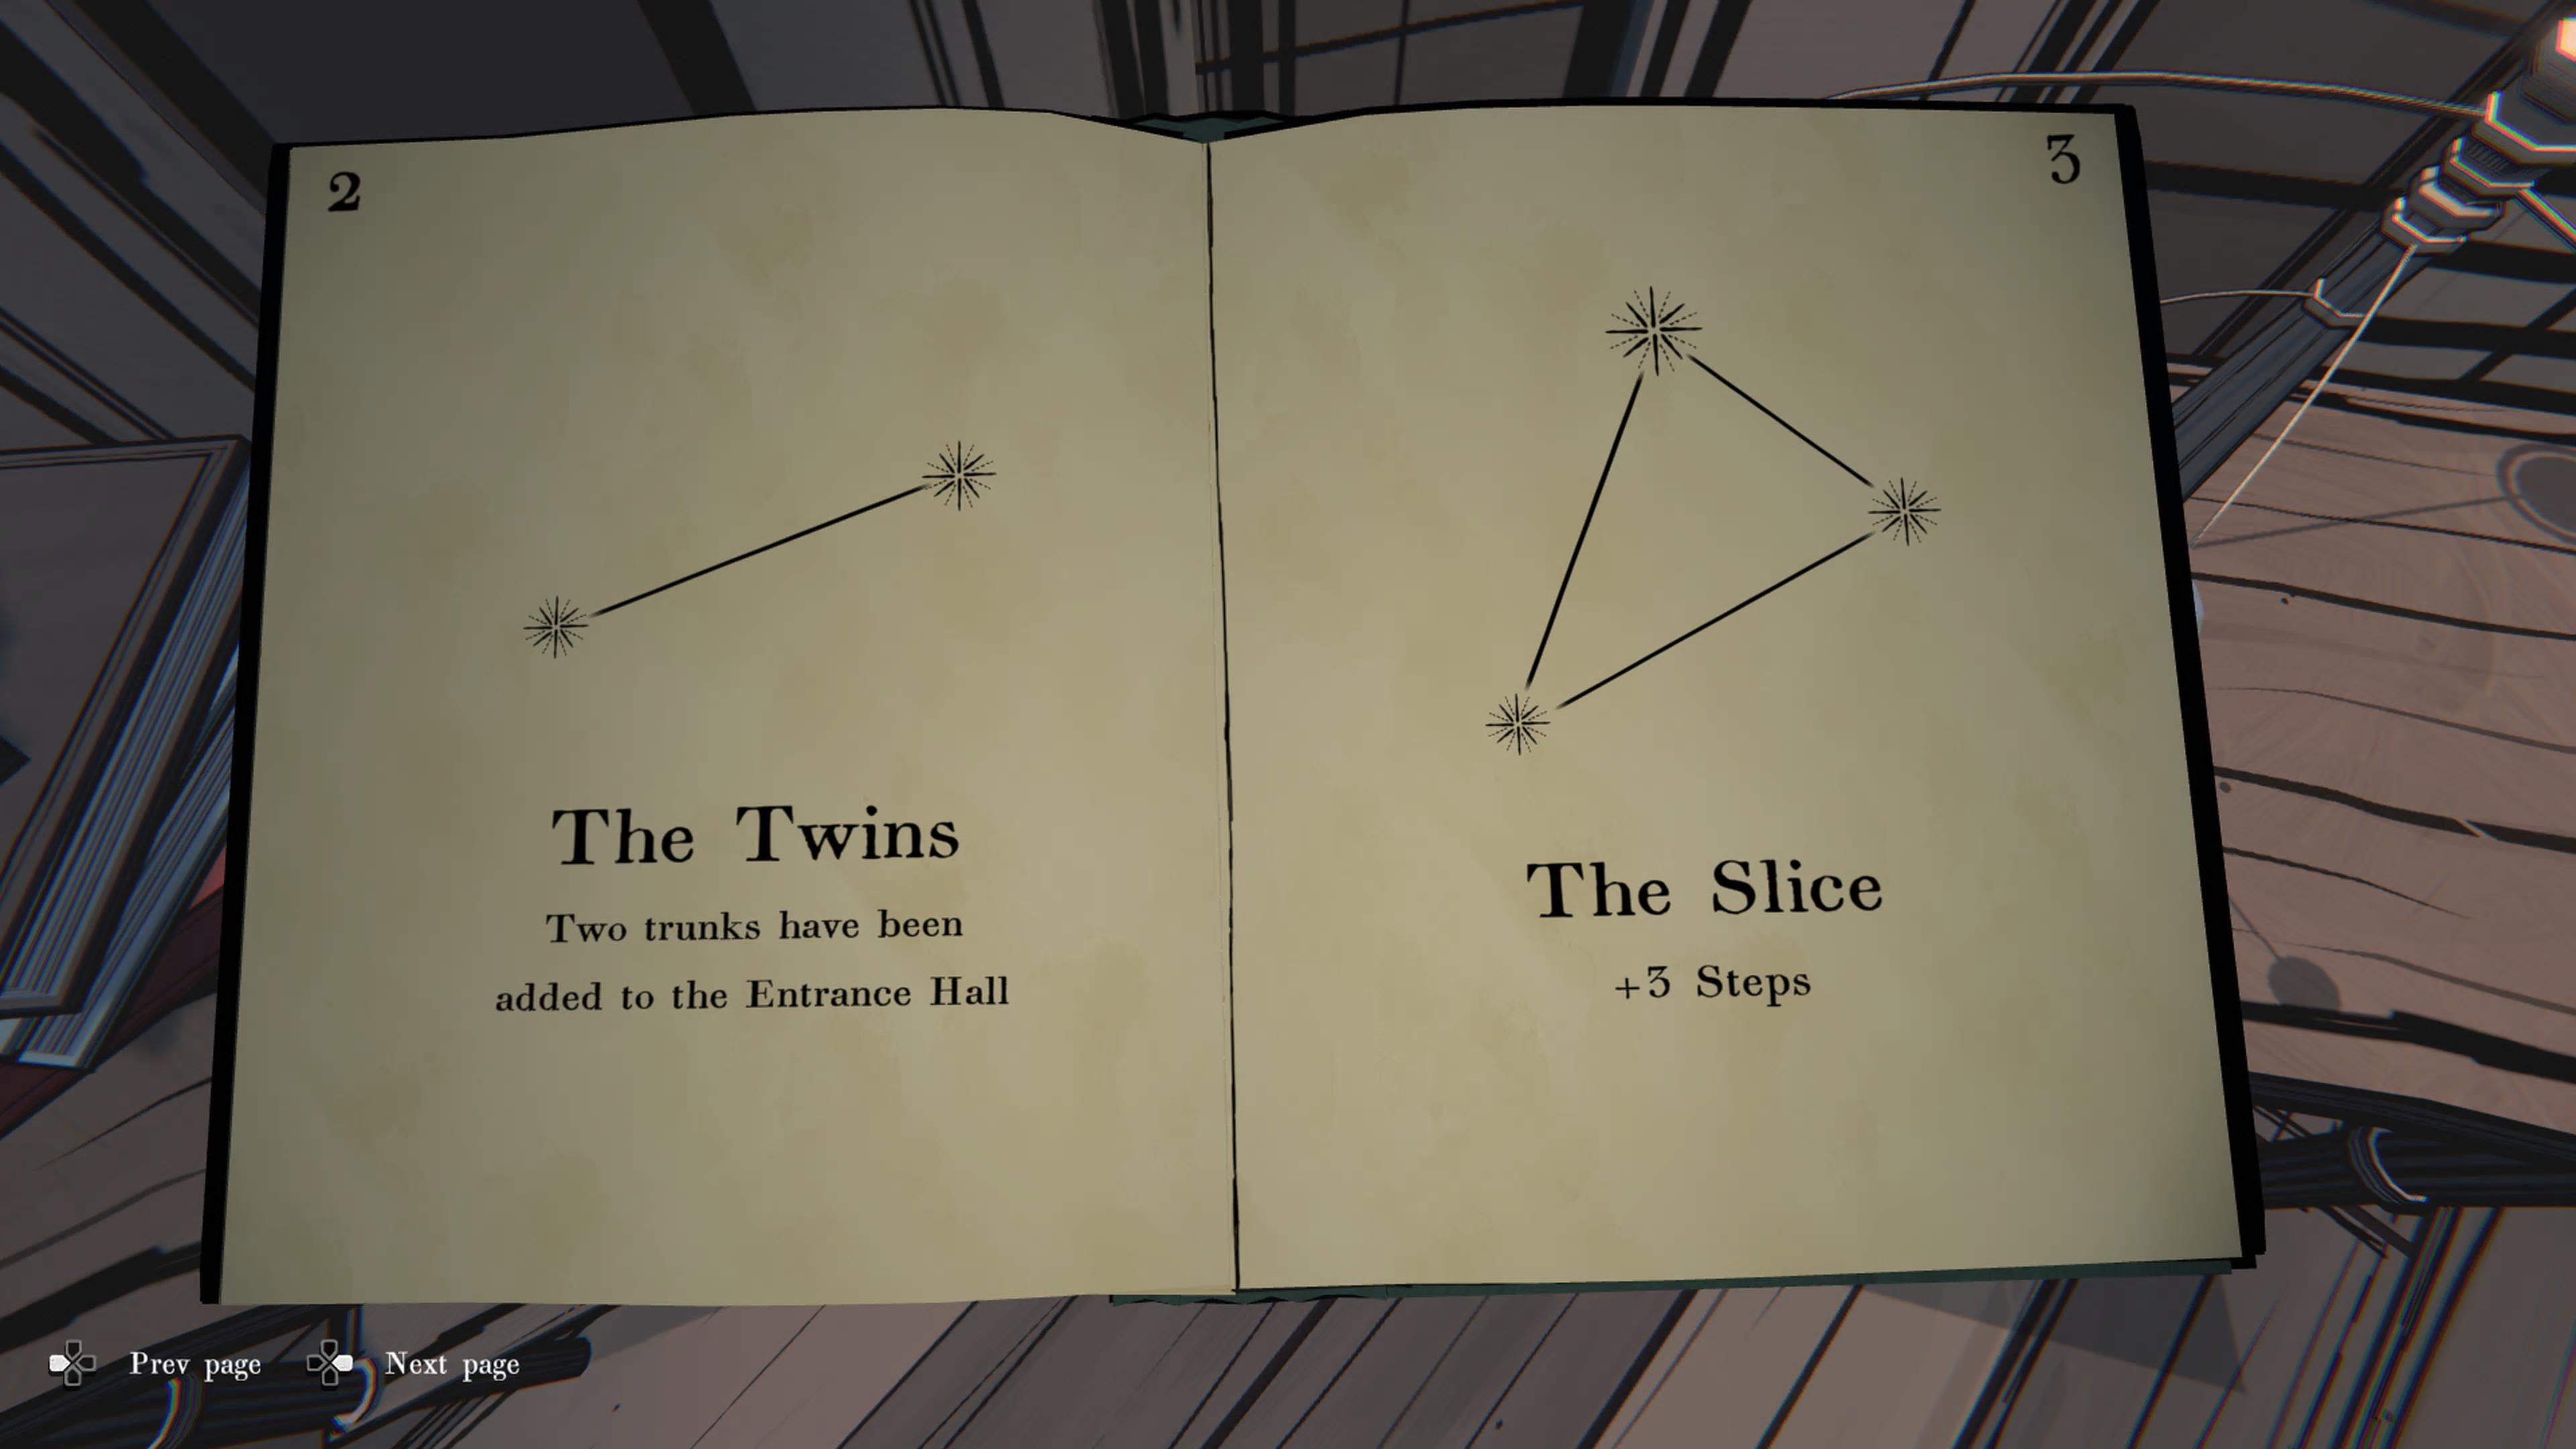 2
The Twins
Two trunks have been
added to the Entrance Hall
3
The Slice
+3 Steps
Prev page
Next page